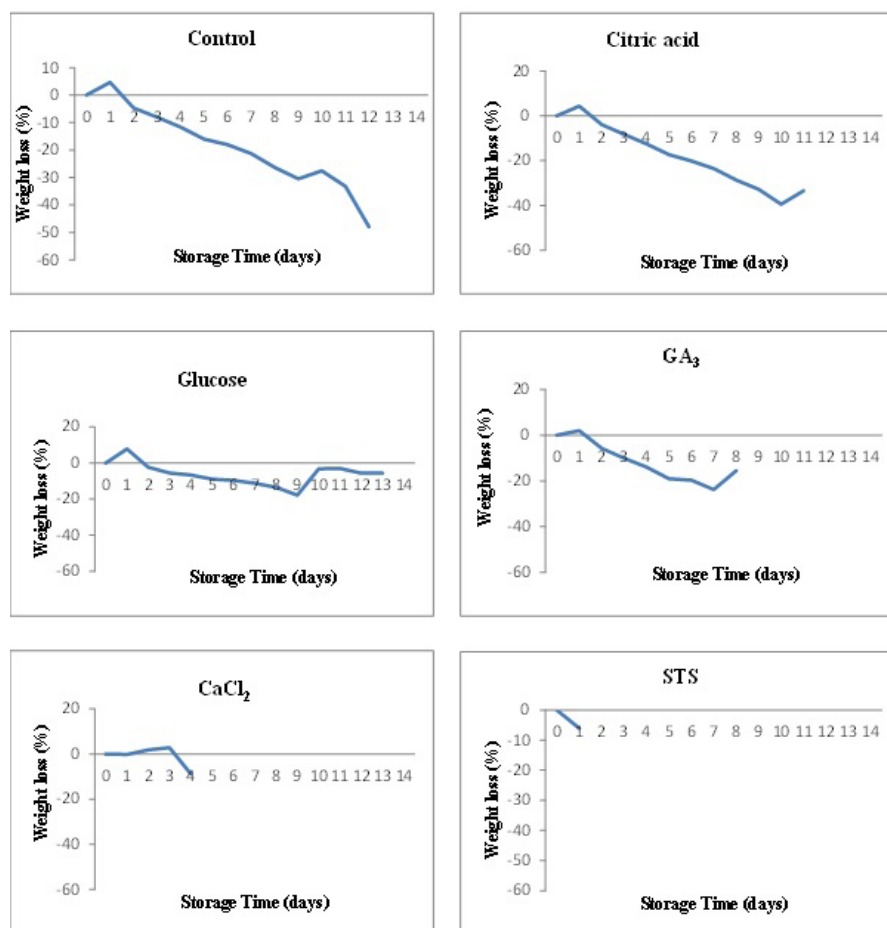 Control
Weight loss (%)
10
0
-10
-20
-30
-40
-50
-60
0 1 2 3 4 5 6 7 8 9 10 11 12 13 14
Storage Time (days)
Citric acid
Weight loss (%)
20
0
-20
-40
-60
0 1 2 3 4 5 6 7 8 9 10 11 12 13 14
Storage Time (days)
Glucose
Weight loss (%)
20
0
-20
-40
-60
0 1 2 3 4 5 6 7 8 9 10 11 12 13 14
Storage Time (days)
GA₃
Weight loss (%)
20
0
-20
-40
-60
0 1 2 3 4 5 6 7 8 9 10 11 12 13 14
Storage Time (days)
CaCl₂
Weight loss (%)
20
0
-20
-40
-60
0 1 2 3 4 5 6 7 8 9 10 11 12 13 14
Storage Time (days)
STS
Weight loss (%)
0
-10
-20
-30
-40
-50
-60
0 1 2 3 4 5 6 7 8 9 10 11 12 13 14
Storage Time (days)